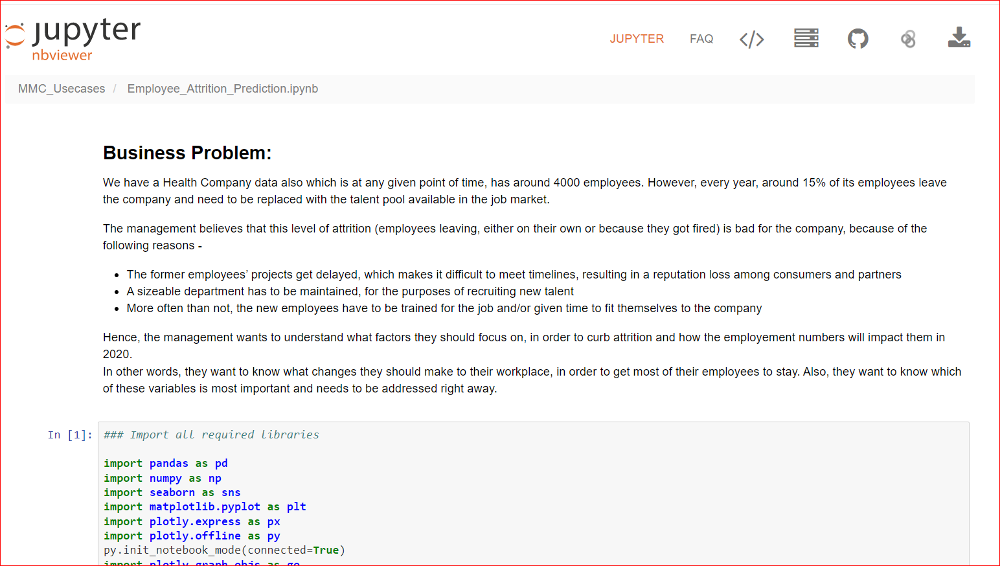 jupyter
nbviewer
JUPYTER FAQ </>
MMC_Usecases / Employee_Attrition_Prediction.ipynb
Business Problem:
We have a Health Company data also which is at any given point of time, has around 4000 employees. However, every year, around 15% of its employees leave
the company and need to be replaced with the talent pool available in the job market.
The management believes that this level of attrition (employees leaving, either on their own or because they got fired) is bad for the company, because of the
following reasons -
• The former employees’ projects get delayed, which makes it difficult to meet timelines, resulting in a reputation loss among consumers and partners
• A sizeable department has to be maintained, for the purposes of recruiting new talent
• More often than not, the new employees have to be trained for the job and/or given time to fit themselves to the company
Hence, the management wants to understand what factors they should focus on, in order to curb attrition and how the employement numbers will impact them in
2020.
In other words, they want to know what changes they should make to their workplace, in order to get most of their employees to stay. Also, they want to know which
of these variables is most important and needs to be addressed right away.
In [1]: ### Import all required libraries
import pandas as pd
import numpy as np
import seaborn as sns
import matplotlib.pyplot as plt
import plotly.express as px
import plotly.offline as py
py.init_notebook_mode(connected=True)
import plotly.graph_objs as go